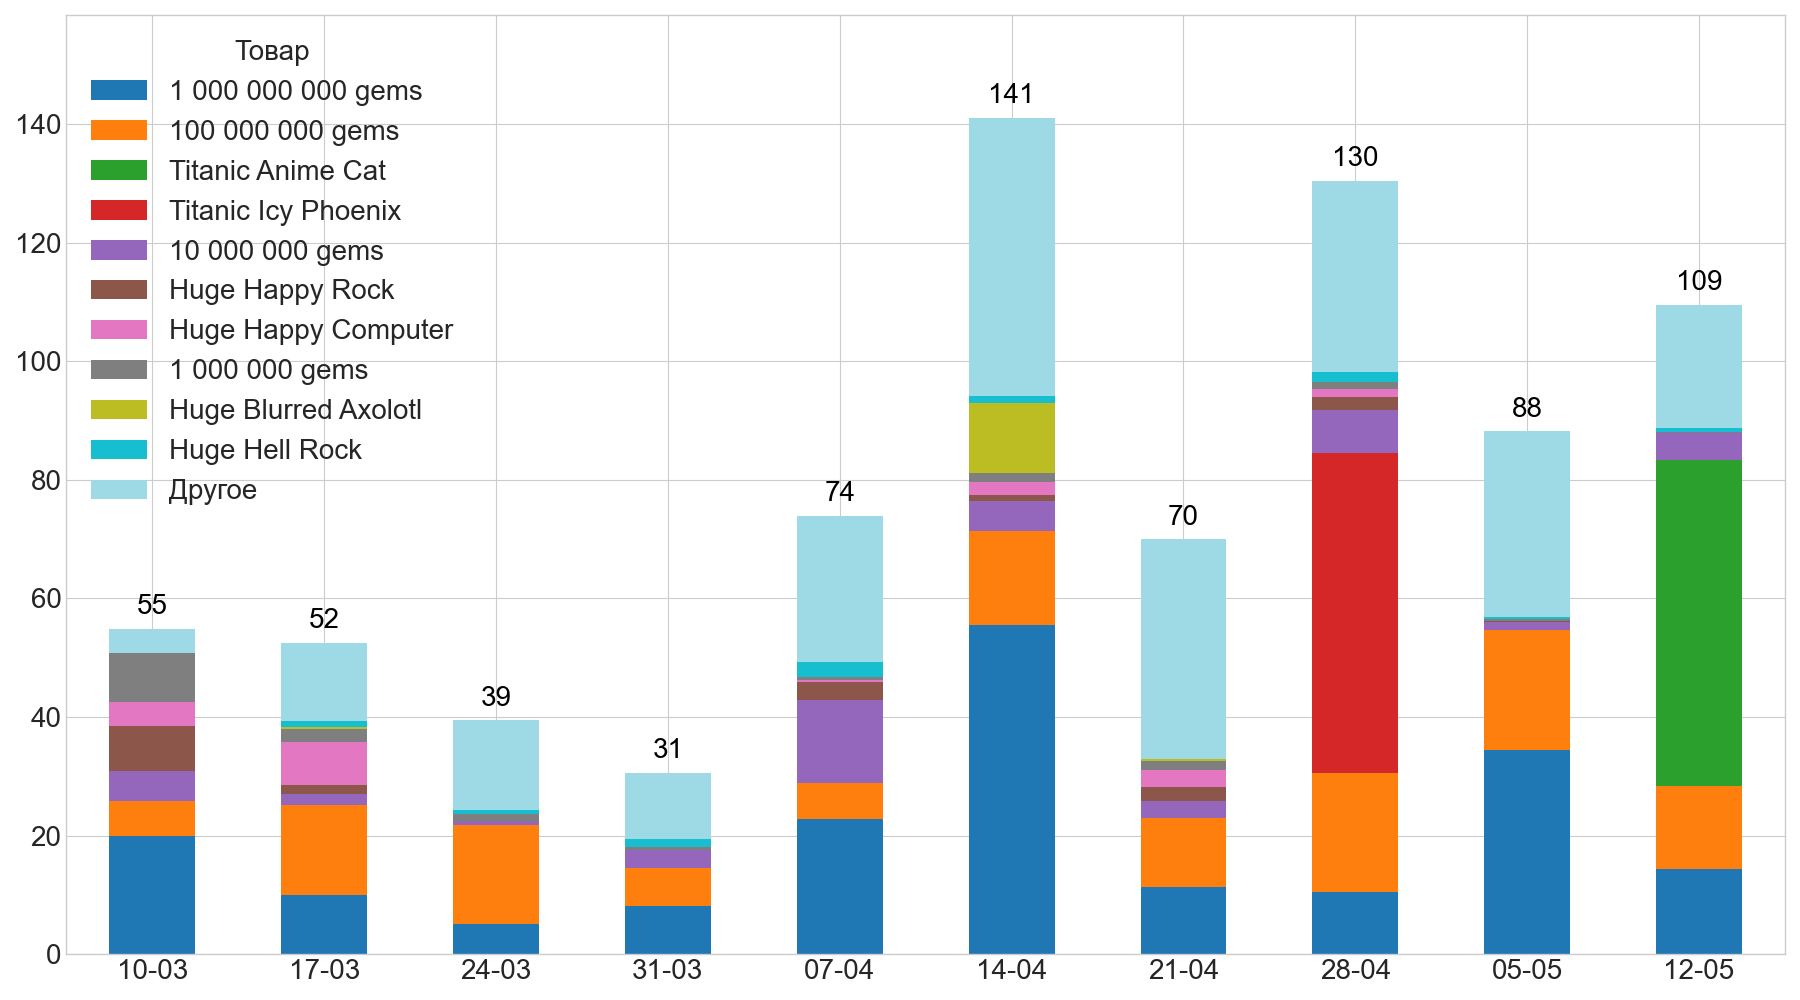 Товар
1 000 000 000 gems
100 000 000 gems
Titanic Anime Cat
Titanic Icy Phoenix
10 000 000 gems
Huge Happy Rock
Huge Happy Computer
1 000 000 gems
Huge Blurred Axolotl
Huge Hell Rock
Другое
140
120
100
80
60
40
20
0
55
52
39
31
74
141
70
130
88
109
10-03
17-03
24-03
31-03
07-04
14-04
21-04
28-04
05-05
12-05